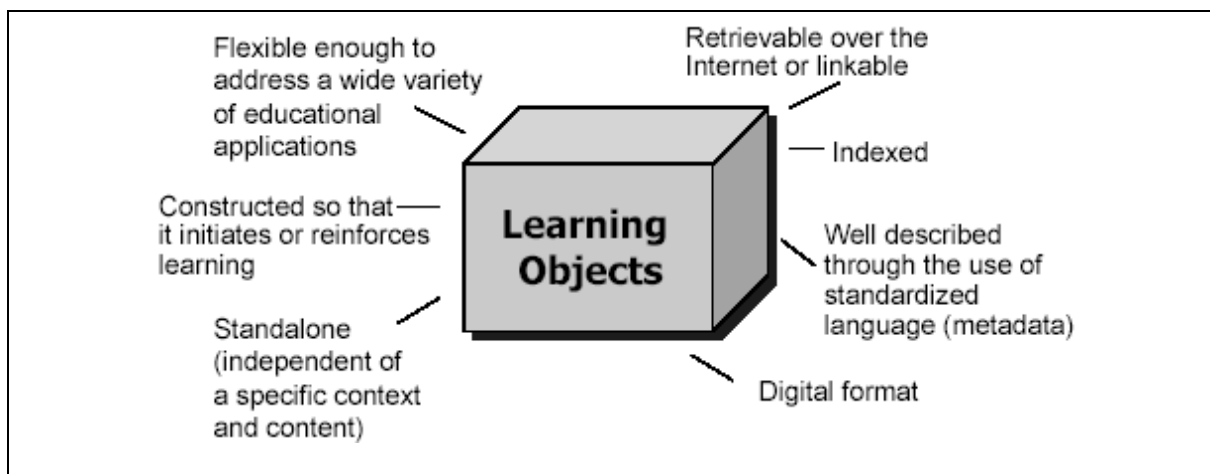 Flexible enough to
address a wide variety
of educational
applications
Constructed so that
it initiates or reinforces
learning
Standalone
(independent of
a specific context
and content)
Learning
Objects
Retrievable over the
Internet or linkable
Indexed
Well described
through the use of
standardized
language (metadata)
Digital format